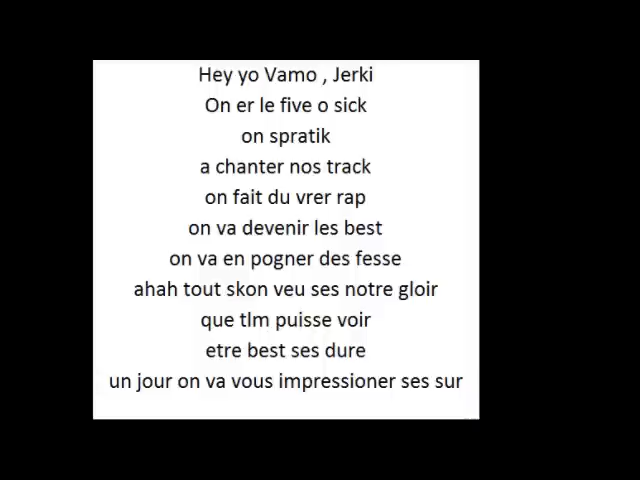 Hey yo Vamo , Jerki
On er le five o sick
on spratik
a chanter nos track
on fait du vrer rap
on va devenir les best
on va en pogner des fesse
ahah tout skon veu ses notre gloir
que tlm puisse voir
etre best ses dure
un jour on va vous impressioner ses sur